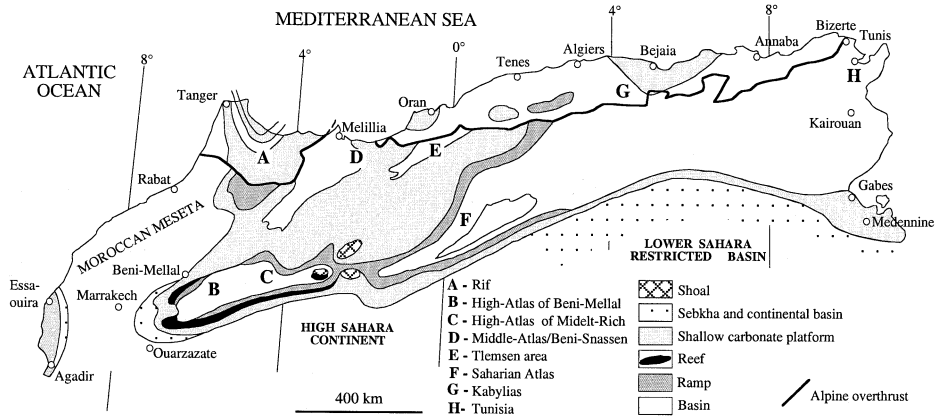 MEDITERRANEAN SEA
ATLANTIC
OCEAN
8°
4°
0°
4°
8°
Bizerte
Tunis
Annaba
Bejaia
Algiers
Tenes
Oran
Melillia
Tanger
Rabat
Kairouan
Gabes
Medennine
MOROCCAN MESETA
Beni-Mellal
Essa-
ouira
Marrakech
Ouarzazate
Agadir
A
B
C
D
E
F
G
H
HIGH SAHARA
CONTINENT
LOWER SAHARA
RESTRICTED BASIN
400 km
A - Rif
B - High-Atlas of Beni-Mellal
C - High-Atlas of Midelt-Rich
D - Middle-Atlas/Beni-Snassen
E - Tlemsen area
F - Saharian Atlas
G - Kabylias
H - Tunisia
Shoal
Sebkha and continental basin
Shallow carbonate platform
Reef
Ramp
Basin
Alpine overthrust